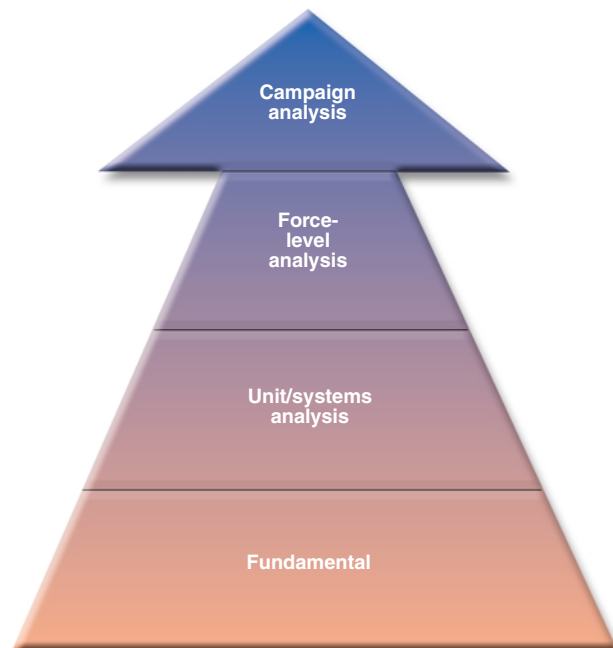 Campaign
analysis
Force-
level
analysis
Unit/systems
analysis
Fundamental